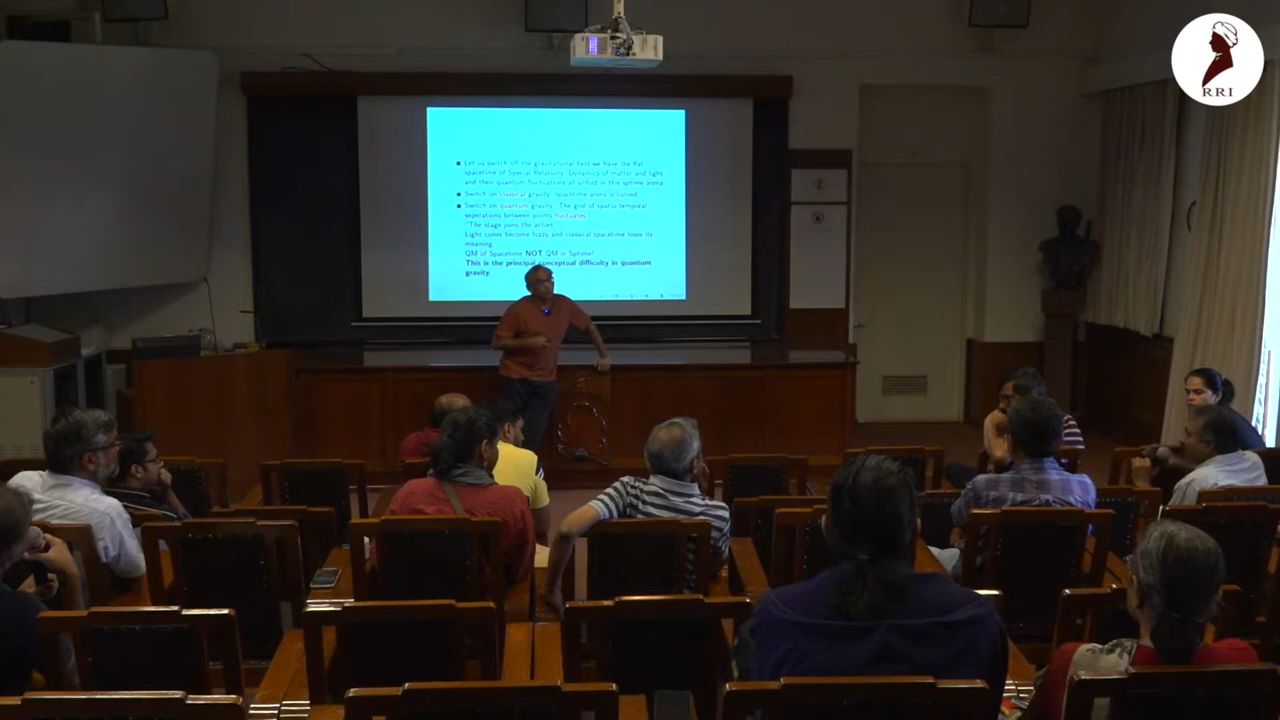 Let us switch off the gravitational field we have the flat
spacetime of Special Relativity. Dynamics of matter and light
and their quantum fluctuations all unfold in this sptime arena
Switch on classical gravity: spacetime arena is curved
Switch on quantum gravity: The grid of spatio-temporal
seperations between points fluctuates.
"The stage joins the actors"
Light cones become fuzzy and classical spacetime loses its
meaning
QM of Spacetime NOT QM in Sptime!
This is the principal conceptual difficulty in quantum
gravity.
RRI